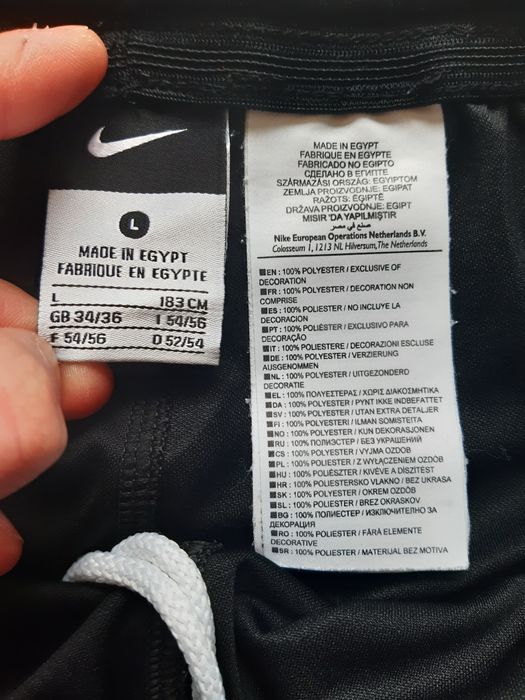 L
MADE IN EGYPT
FABRIQUE EN EGYPTE
L 183 CM
GB 34/36 I 54/56
F 54/56 D 52/54
MADE IN EGYPT
FABRIQUE EN EGYPTE
FABRICADO NO EGIPTO
СДЕЛАНО В ЕГИПТЕ
SZÁRMAZÁSI ORSZÁG: EGYIPTOM
ZEMLJA PROIZVODNJE: EGIPAT
RAŽOTS: ĒĢIPTĒ
DRŽAVA PROIZVODNJE: EGIPT
MISIR 'DA YAPILMIŞTIR
صنع في مصر
Nike European Operations Netherlands B.V.
Colosseum 1, 1213 NL Hilversum, The Netherlands
EN : 100% POLYESTER / EXCLUSIVE OF
DECORATION
FR : 100% POLYESTER / DECORATION NON
COMPRISE
ES : 100% POLYESTER / NO INCLUYE LA
DECORACION
PT : 100% POLIÉSTER / EXCLUSIVO PARA
DECORAÇÃO
IT : 100% POLIESTERE / DECORAZIONI ESCLUSE
DE : 100% POLYESTER / VERZIERUNG
AUSGENOMMEN
NL : 100% POLYESTER / UITGEZONDERD
DECORATIE
EL : 100% ΠΟΛΥΕΣΤΕΡΑΣ / ΧΩΡΙΣ ΔΙΑΚΟΣΜΗΤΙΚΑ
DA : 100% POLYESTER / PYNT IKKE INDBEFATTET
SV : 100% POLYESTER / UTAN EXTRA DETALJER
FI : 100% POLYESTERI / ILMAN SOMISTEITA
NO : 100% POLYESTER / KUN DEKORASJONEN
RU : 100% ПОЛИЭСТЕР / БЕЗ УКРАШЕНИЙ
CS : 100% POLYESTER / VYJMA OZDOB
PL : 100% POLIESTER / Z WYŁĄCZENIEM OZDÓB
HU : 100% POLIÉSZTER / KIVÉVE A DÍSZÍTÉST
HR : 100% POLIESTERSKO VLAKNO / BEZ UKRASA
SK : 100% POLYESTER / OKREM OZDÔB
SL : 100% POLIESTER / BREZ OKRASKOV
BG : 100% ПОЛИЕСТЕР / ИЗКЛЮЧИТЕЛНО ЗА
ДЕКОРАЦИЯ
RO : 100% POLIESTER / FĂRĂ ELEMENTE
DECORATIVE
SR : 100% POLIESTER / MATERIJAL BEZ MOTIVA